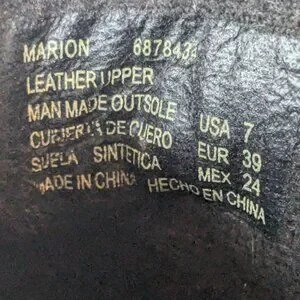 MARION 6878434
LEATHER UPPER
MAN MADE OUTSOLE USA 7
CUBIERTA DE CUERO EUR 39
SUELA SINTETICA MEX 24
MADE IN CHINA HECHO EN CHINA